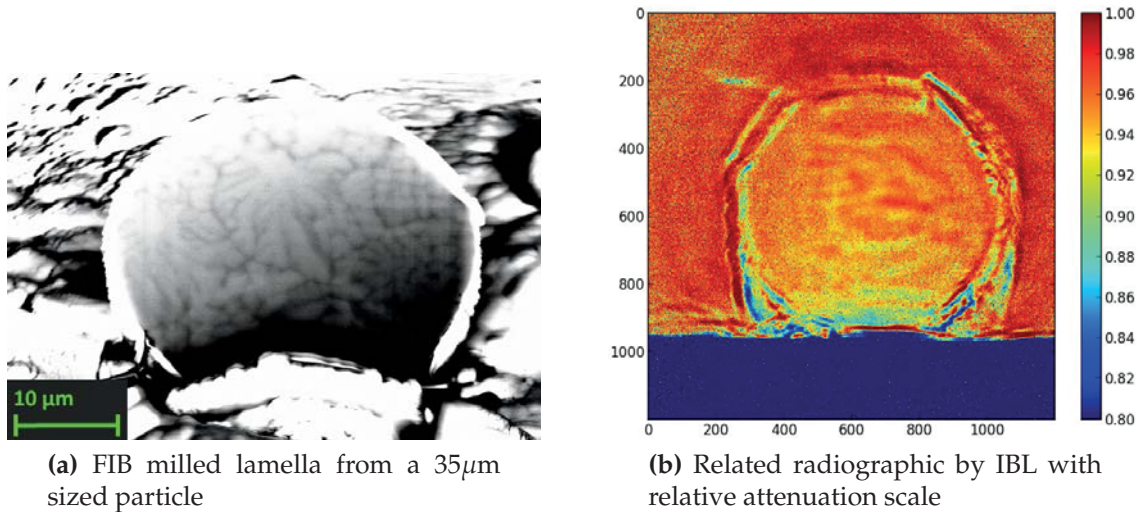 10 μm
0
200
400
600
800
1000
0 200 400 600 800 1000
1.00
0.98
0.96
0.94
0.92
0.90
0.88
0.86
0.84
0.82
0.80
(a) FIB milled lamella from a 35μm
sized particle
(b) Related radiographic by IBL with
relative attenuation scale